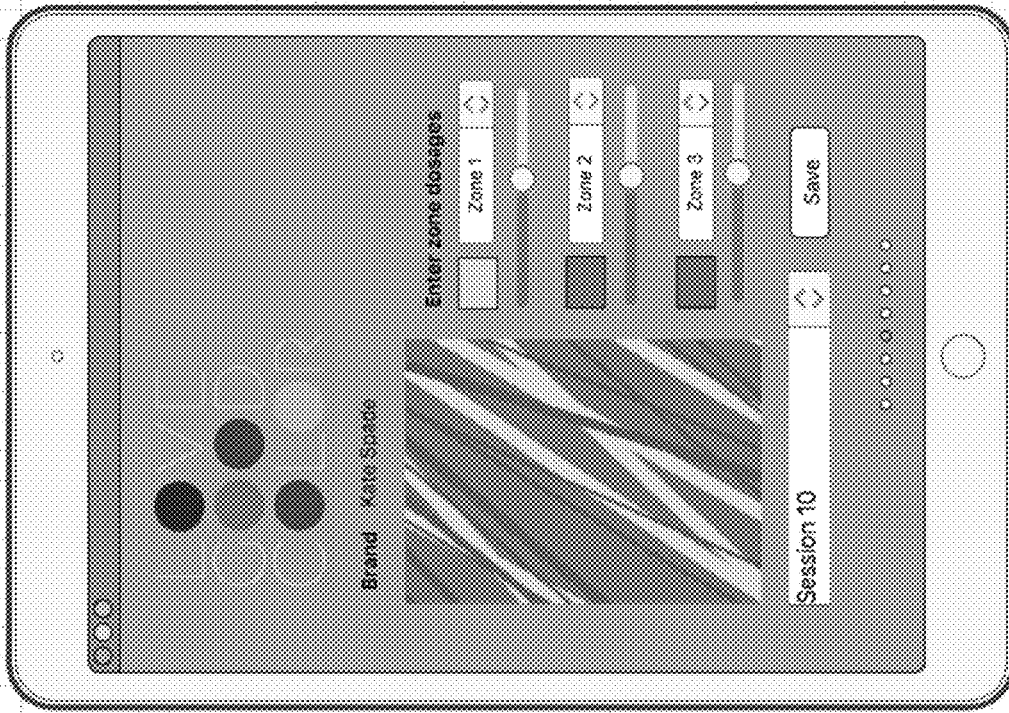 Brand Kate Spade
Enter zone dosages
Zone 1
Zone 2
Zone 3
Session 10
Save